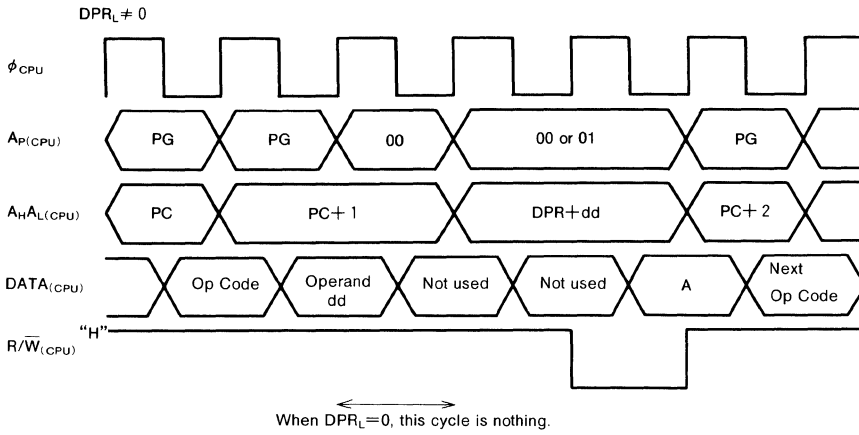 DPRL≠0
φCPU
AP(CPU) PG PG 00 00 or 01 PG
AHAL(CPU) PC PC+1 DPR+dd PC+2
DATA(CPU) Op Code Operand dd Not used Not used A Next Op Code
R/W̅(CPU) “H”
When DPRL=0, this cycle is nothing.